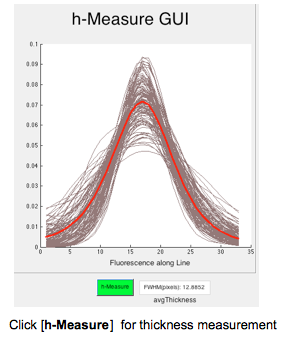 h-Measure GUI
0.1
0.09
0.08
0.07
0.06
0.05
0.04
0.03
0.02
0.01
0
0 5 10 15 20 25 30 35
Fluorescence along Line
h-Measure FWHM(pixels): 12.8852
avgThickness
Click [h-Measure] for thickness measurement